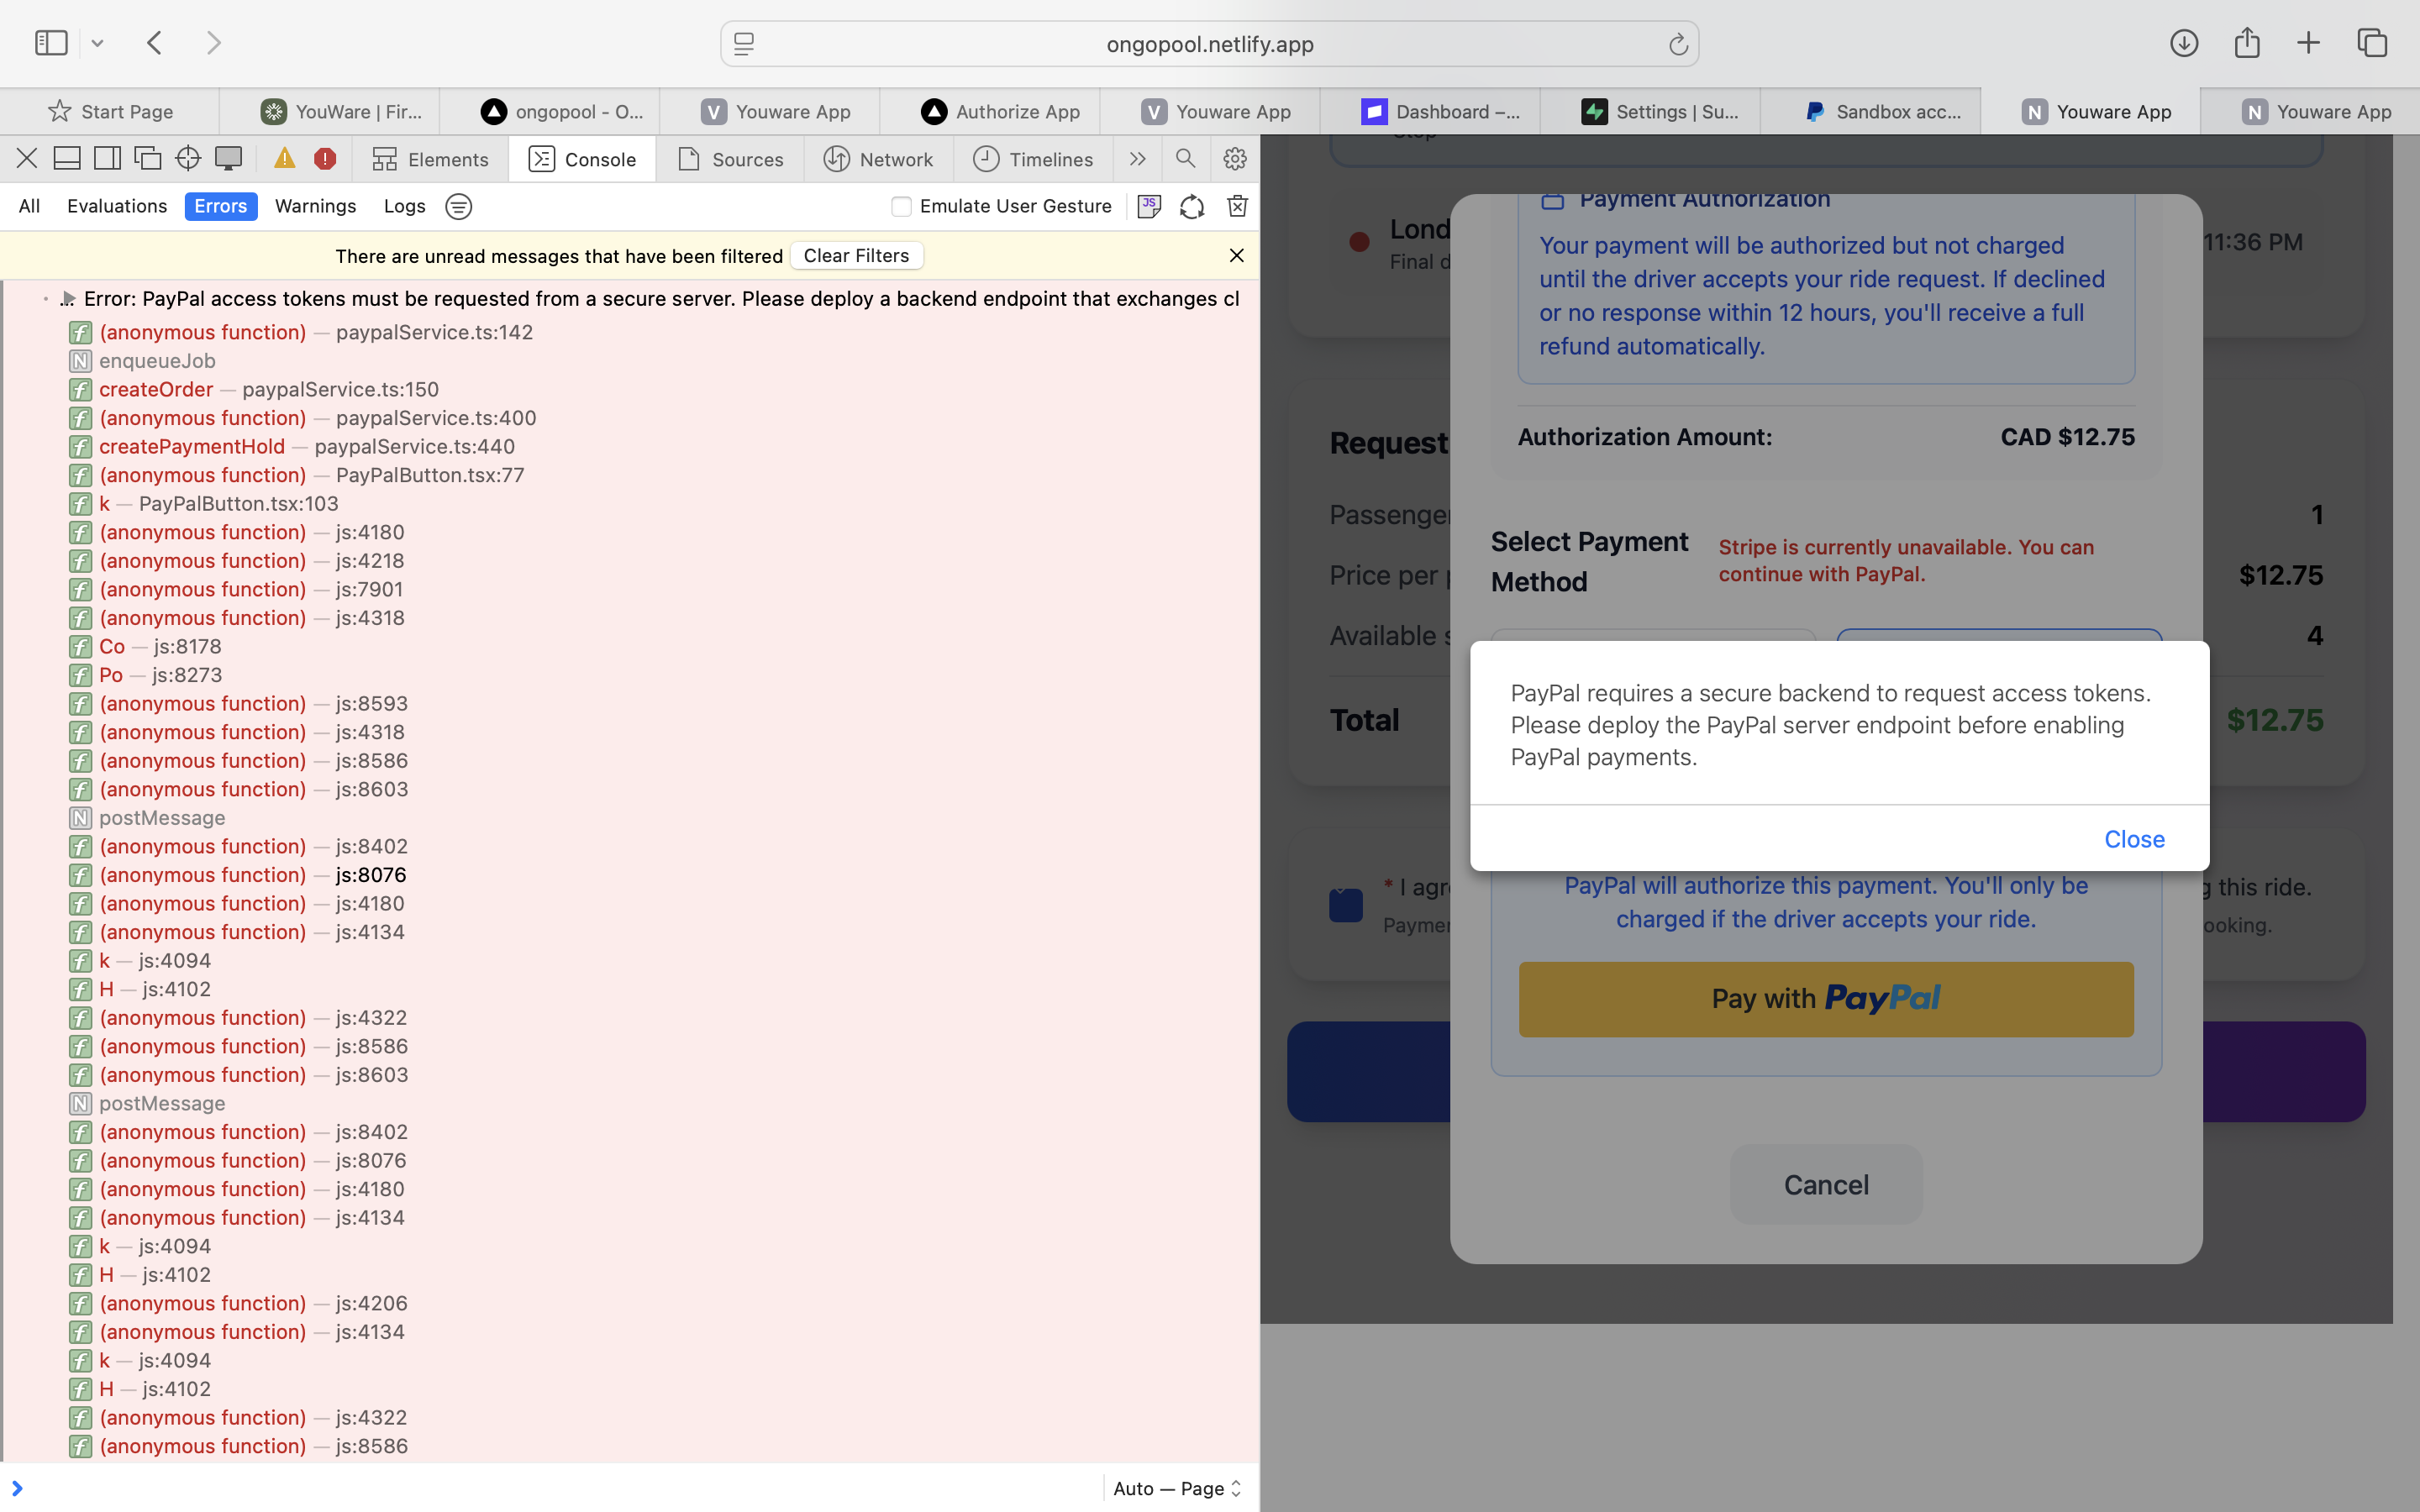 ongopool.netlify.app
Start Page
YouWare | Fir...
ongopool - O...
Youware App
Authorize App
Youware App
Dashboard –...
Settings | Su...
Sandbox acc...
Youware App
Youware App
Elements
Console
Sources
Network
Timelines
All
Evaluations
Errors
Warnings
Logs
Emulate User Gesture
There are unread messages that have been filtered
Clear Filters
... Error: PayPal access tokens must be requested from a secure server. Please deploy a backend endpoint that exchanges cl
(anonymous function) — paypalService.ts:142
enqueueJob
createOrder — paypalService.ts:150
(anonymous function) — paypalService.ts:400
createPaymentHold — paypalService.ts:440
(anonymous function) — PayPalButton.tsx:77
k — PayPalButton.tsx:103
(anonymous function) — js:4180
(anonymous function) — js:4218
(anonymous function) — js:7901
(anonymous function) — js:4318
Co — js:8178
Po — js:8273
(anonymous function) — js:8593
(anonymous function) — js:4318
(anonymous function) — js:8586
(anonymous function) — js:8603
postMessage
(anonymous function) — js:8402
(anonymous function) — js:8076
(anonymous function) — js:4180
(anonymous function) — js:4134
k — js:4094
H — js:4102
(anonymous function) — js:4322
(anonymous function) — js:8586
(anonymous function) — js:8603
postMessage
(anonymous function) — js:8402
(anonymous function) — js:8076
(anonymous function) — js:4180
(anonymous function) — js:4134
k — js:4094
H — js:4102
(anonymous function) — js:4206
(anonymous function) — js:4134
k — js:4094
H — js:4102
(anonymous function) — js:4322
(anonymous function) — js:8586
Auto — Page
Lond
Final d
11:36 PM
Request
Passenger
1
Price per p
$12.75
Available s
4
Total
$12.75
* I agr
g this ride.
Paymen
ooking.
Payment Authorization
Your payment will be authorized but not charged
until the driver accepts your ride request. If declined
or no response within 12 hours, you'll receive a full
refund automatically.
Authorization Amount:
CAD $12.75
Select Payment
Method
Stripe is currently unavailable. You can
continue with PayPal.
PayPal requires a secure backend to request access tokens.
Please deploy the PayPal server endpoint before enabling
PayPal payments.
Close
PayPal will authorize this payment. You'll only be
charged if the driver accepts your ride.
Pay with PayPal
Cancel